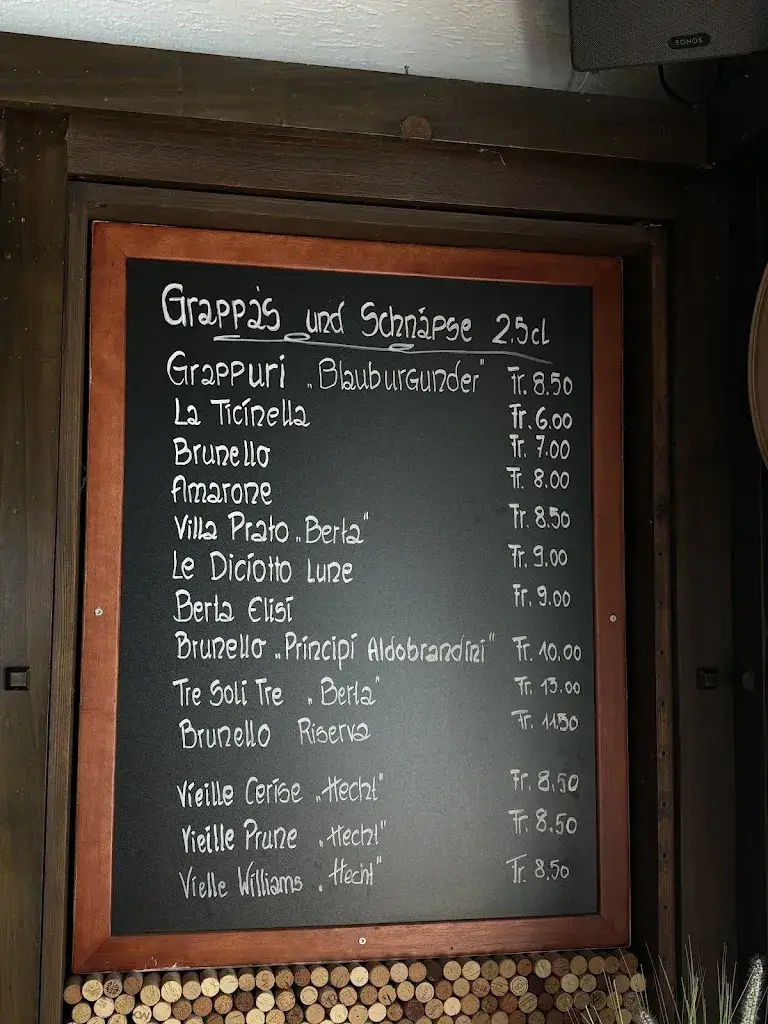 SONOS
Grappa's und Schnäpse 2.5cl
Grappuri „Blauburgunder" Fr. 8.50
La Ticinella Fr. 6.00
Brunello Fr. 7.00
Amarone Fr. 8.00
Villa Prato „Berta" Fr. 8.50
Le Diciotto Lune Fr. 9.00
Berta Elisi Fr. 9.00
Brunello „Principi Aldobrandini" Fr. 10.00
Tre Soli Tre „Berta" Fr. 13.00
Brunello Riserva Fr. 11.50
Vieille Cerise „Hecht" Fr. 8.50
Vieille Prune „Hecht" Fr. 8.50
Vielle Williams „Hecht" Fr. 8.50